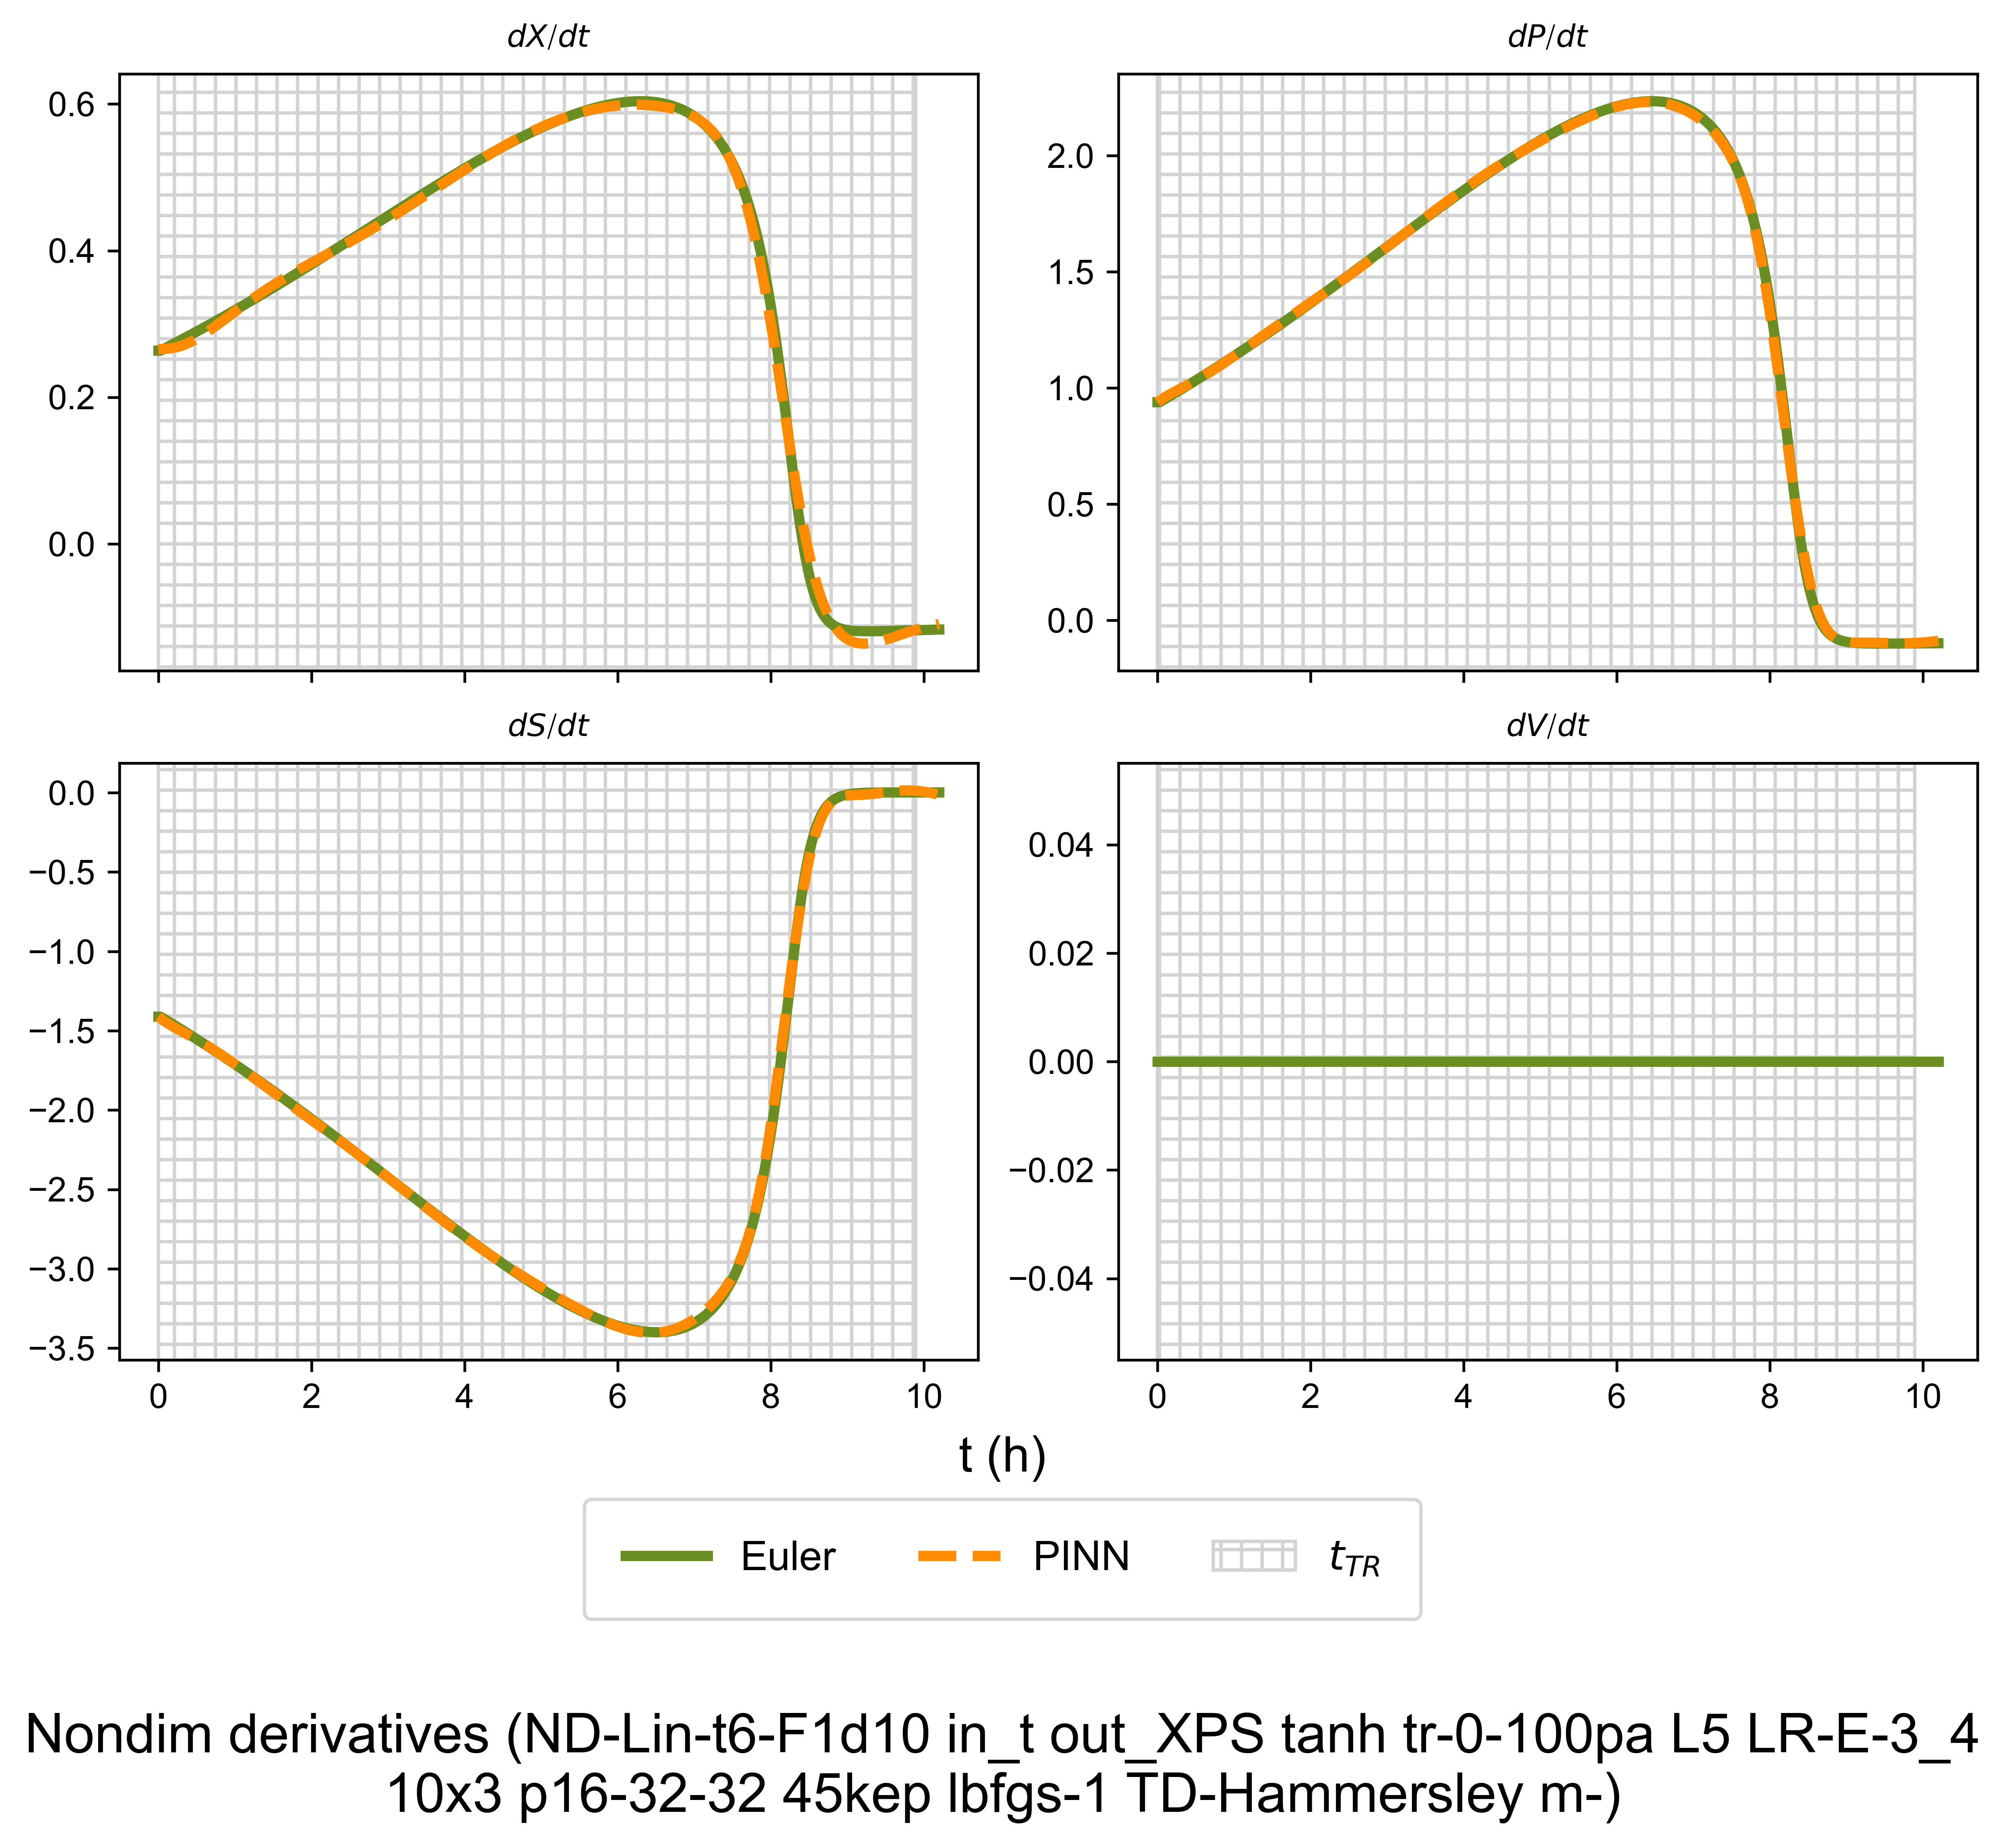 dX/dt
dP/dt
0.6
0.4
0.2
0.0
2.0
1.5
1.0
0.5
0.0
dS/dt
dV/dt
0.0
−0.5
−1.0
−1.5
−2.0
−2.5
−3.0
−3.5
0.04
0.02
0.00
−0.02
−0.04
0 2 4 6 8 10
0 2 4 6 8 10
t (h)
Euler PINN t_{TR}
Nondim derivatives (ND-Lin-t6-F1d10 in_t out_XPS tanh tr-0-100pa L5 LR-E-3_4
10x3 p16-32-32 45kep lbfgs-1 TD-Hammersley m-)